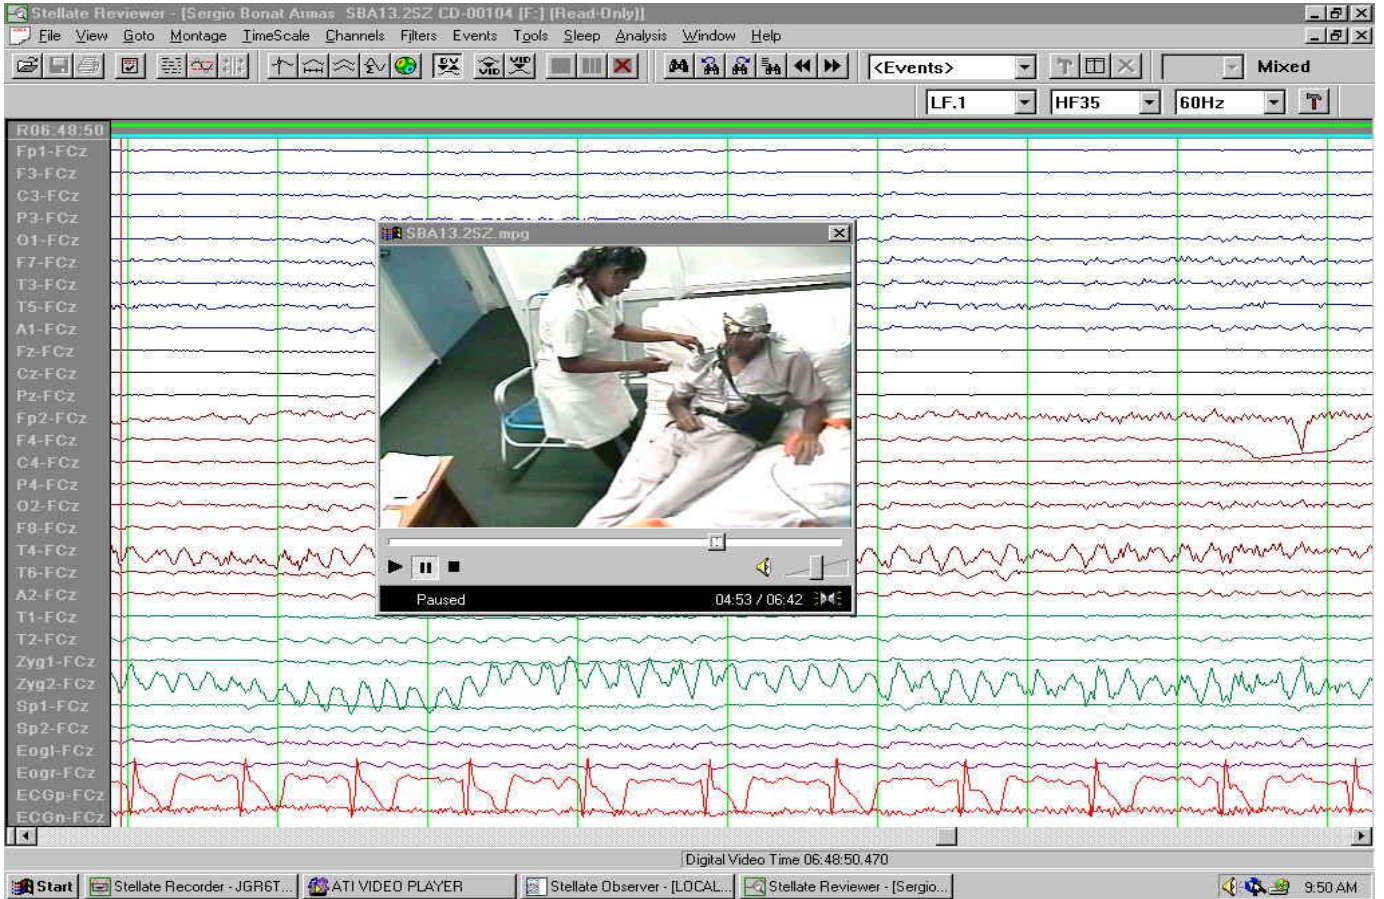 Stellate Reviewer - [Sergio Bonat Armas SBA13.2SZ CD-00104 [F:] (Read-Only)]
File View Goto Montage TimeScale Channels Filters Events Tools Sleep Analysis Window Help
<Events> Mixed
LF.1 HF35 60Hz
R06:48:50
Fp1-FCz
F3-FCz
C3-FCz
P3-FCz
O1-FCz
F7-FCz
T3-FCz
T5-FCz
A1-FCz
Fz-FCz
Cz-FCz
Pz-FCz
Fp2-FCz
F4-FCz
C4-FCz
P4-FCz
O2-FCz
F8-FCz
T4-FCz
T6-FCz
A2-FCz
T1-FCz
T2-FCz
Zyg1-FCz
Zyg2-FCz
Sp1-FCz
Sp2-FCz
Eogl-FCz
Eogr-FCz
ECGp-FCz
ECGn-FCz
SBA13.2SZ.mpg
Paused 04:53 / 06:42
Digital Video Time 06:48:50.470
Start Stellate Recorder - JGR6T... ATI VIDEO PLAYER Stellate Observer - [LOCAL... Stellate Reviewer - [Sergio... 9:50 AM